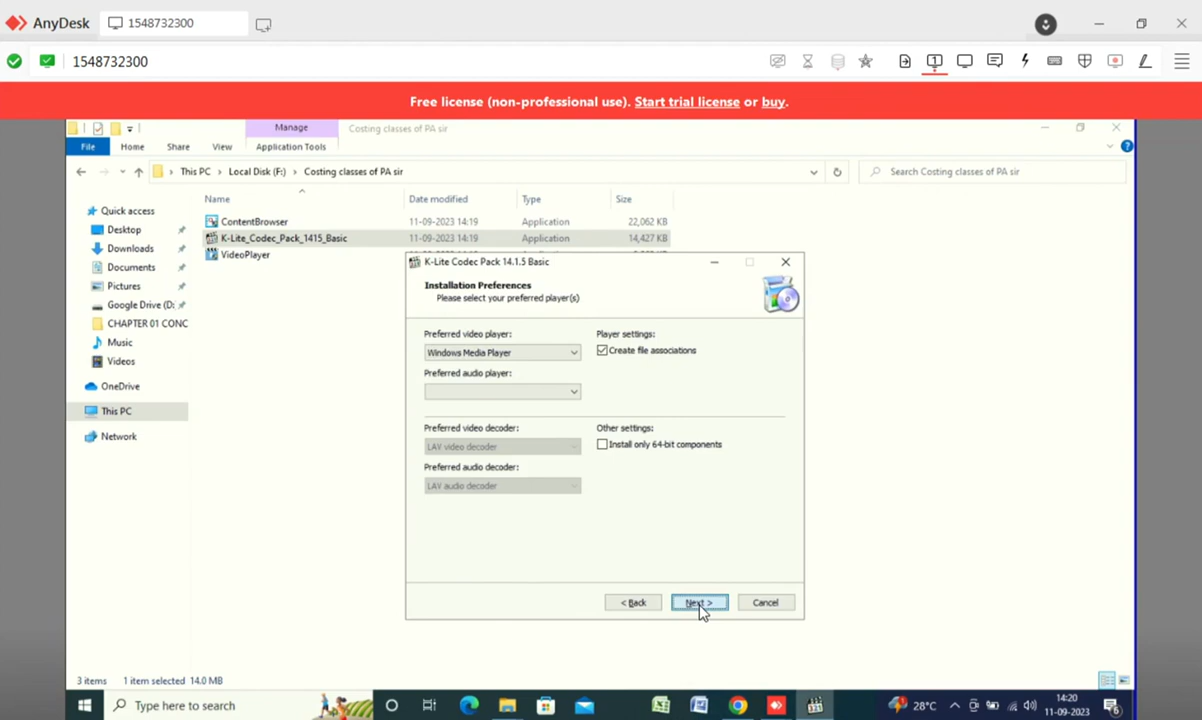 AnyDesk 1548732300
1548732300
Free license (non-professional use). Start trial license or buy.
Manage Costing classes of PA sir
File Home Share View Application Tools
This PC > Local Disk (F:) > Costing classes of PA sir Search Costing classes of PA sir
Name Date modified Type Size
Quick access
Desktop
Downloads
Documents
Pictures
Google Drive (D:
CHAPTER 01 CONC
Music
Videos
OneDrive
This PC
Network
ContentBrowser 11-09-2023 14:19 Application 22,062 KB
K-Lite_Codec_Pack_1415_Basic 11-09-2023 14:19 Application 14,427 KB
VideoPlayer
K-Lite Codec Pack 14.1.5 Basic
Installation Preferences
Please select your preferred player(s)
Preferred video player:
Windows Media Player
Preferred audio player:
Player settings:
Create file associations
Preferred video decoder:
LAV video decoder
Preferred audio decoder:
LAV audio decoder
Other settings:
Install only 64-bit components
< Back Next > Cancel
3 items 1 item selected 14.0 MB
Type here to search 28°C 14:20
11-09-2023